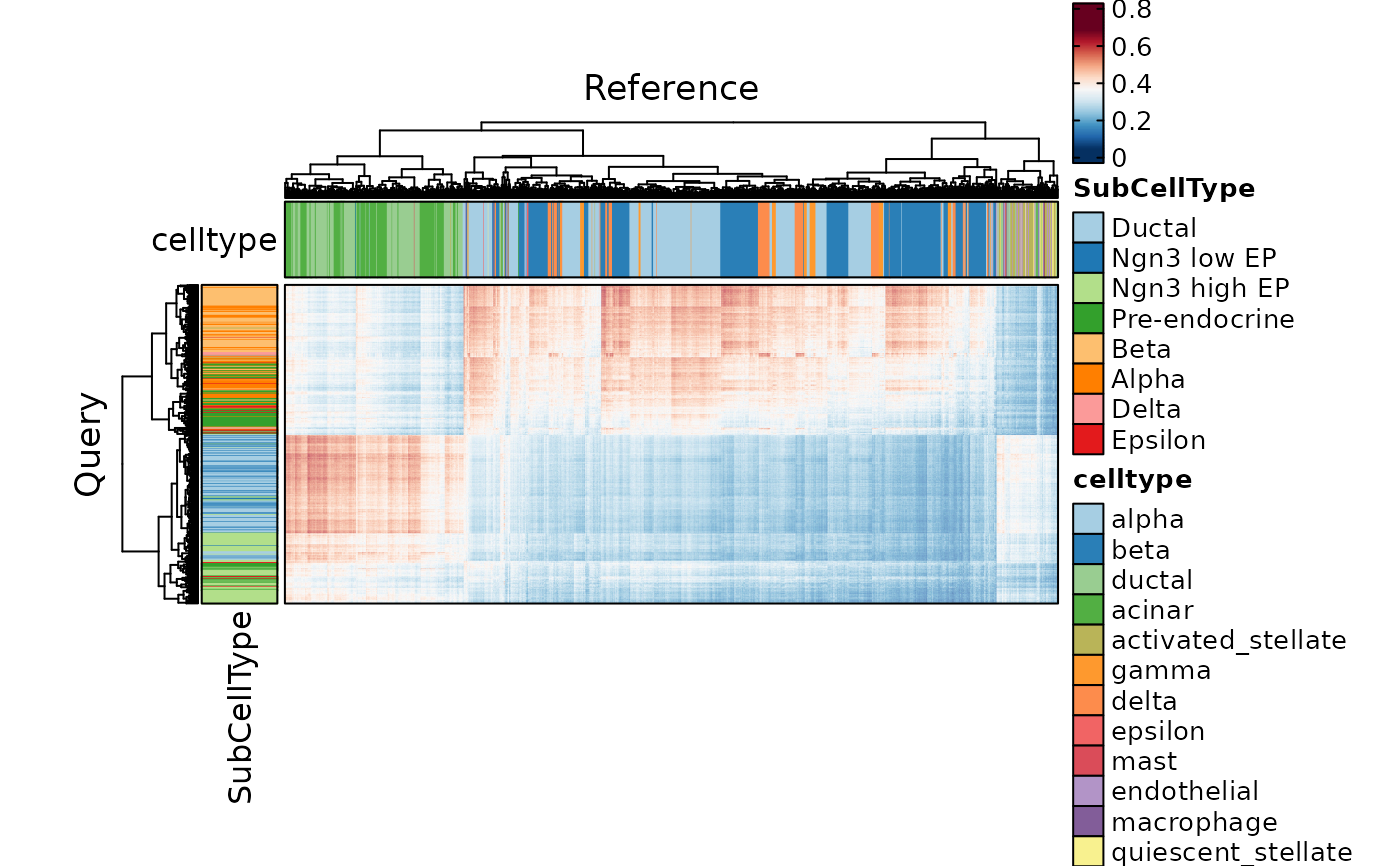 Reference
celltype
Query
SubCellType
0.8
0.6
0.4
0.2
0
SubCellType
Ductal
Ngn3 low EP
Ngn3 high EP
Pre-endocrine
Beta
Alpha
Delta
Epsilon
celltype
alpha
beta
ductal
acinar
activated_stellate
gamma
delta
epsilon
mast
endothelial
macrophage
quiescent_stellate